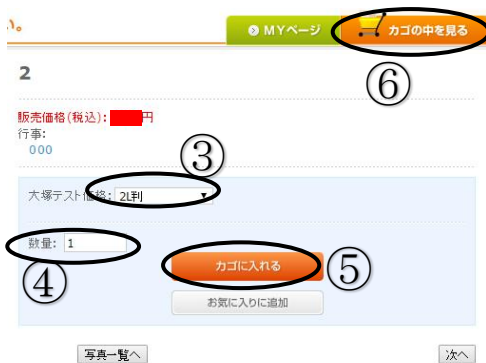 い。
MYページ
カゴの中を見る
⑥
2
販売価格(税込): 円
行事:
000
③
大塚テスト価格: 2L判
数量: 1
④
カゴに入れる
⑤
お気に入りに追加
写真一覧へ
次へ